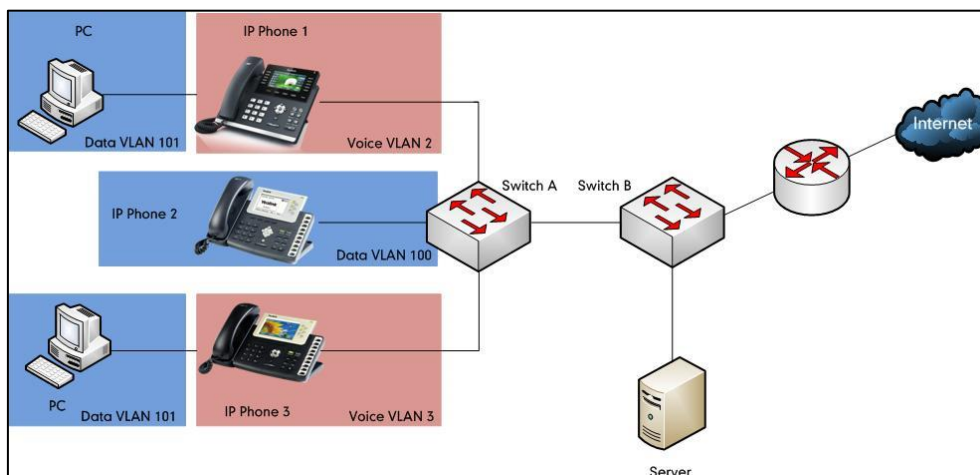 PC
IP Phone 1
Data VLAN 101
Voice VLAN 2
IP Phone 2
Data VLAN 100
Switch A
Switch B
Internet
PC
Data VLAN 101
IP Phone 3
Voice VLAN 3
Server